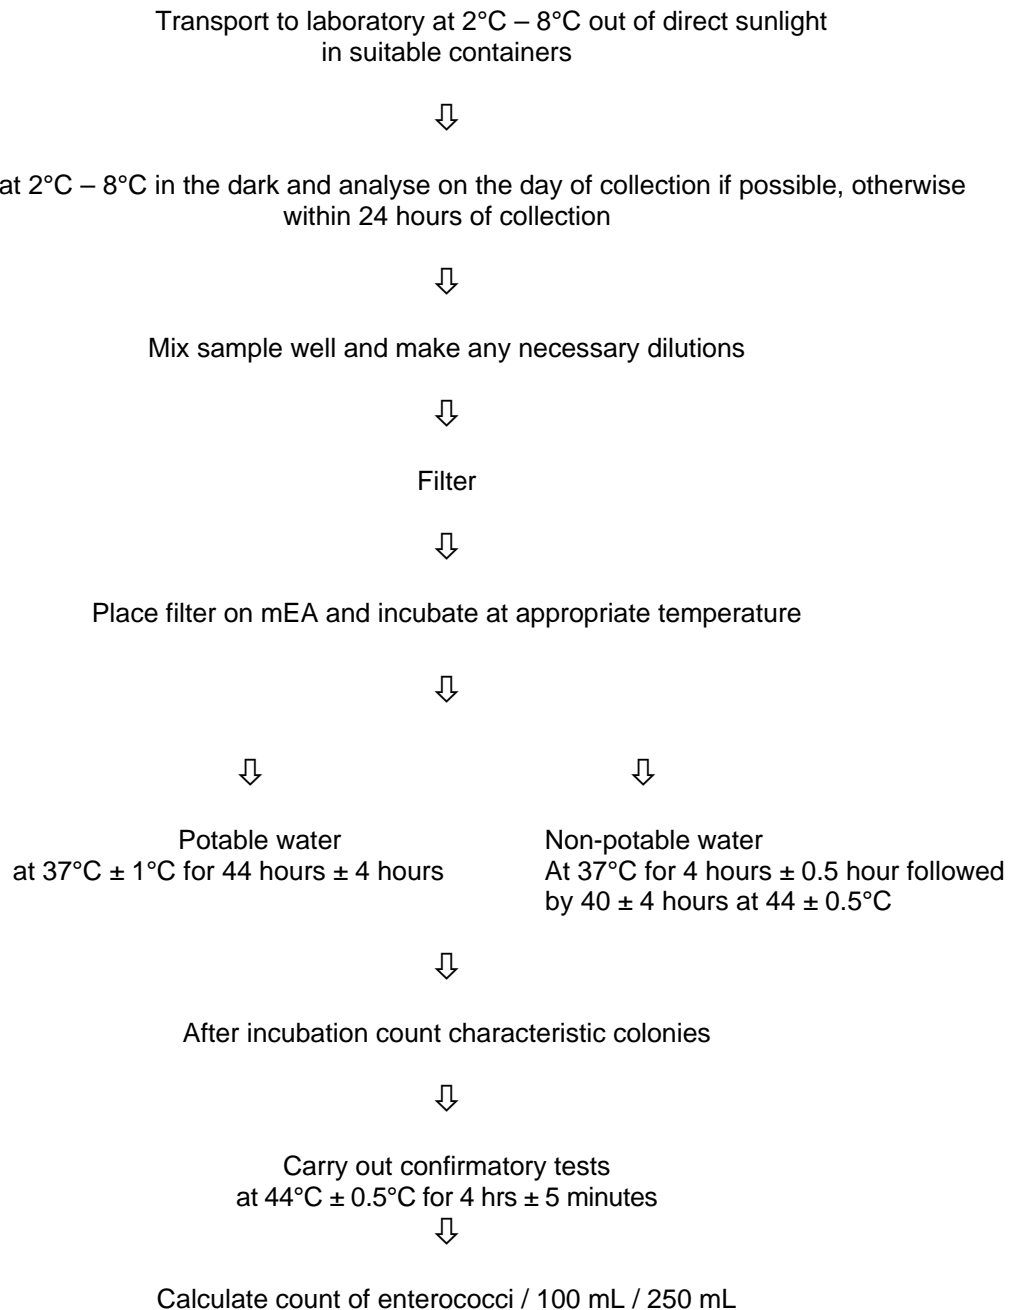 Transport to laboratory at 2°C – 8°C out of direct sunlight
in suitable containers
at 2°C – 8°C in the dark and analyse on the day of collection if possible, otherwise
within 24 hours of collection
Mix sample well and make any necessary dilutions
Filter
Place filter on mEA and incubate at appropriate temperature
Potable water
at 37°C ± 1°C for 44 hours ± 4 hours
Non-potable water
At 37°C for 4 hours ± 0.5 hour followed
by 40 ± 4 hours at 44 ± 0.5°C
After incubation count characteristic colonies
Carry out confirmatory tests
at 44°C ± 0.5°C for 4 hrs ± 5 minutes
Calculate count of enterococci / 100 mL / 250 mL